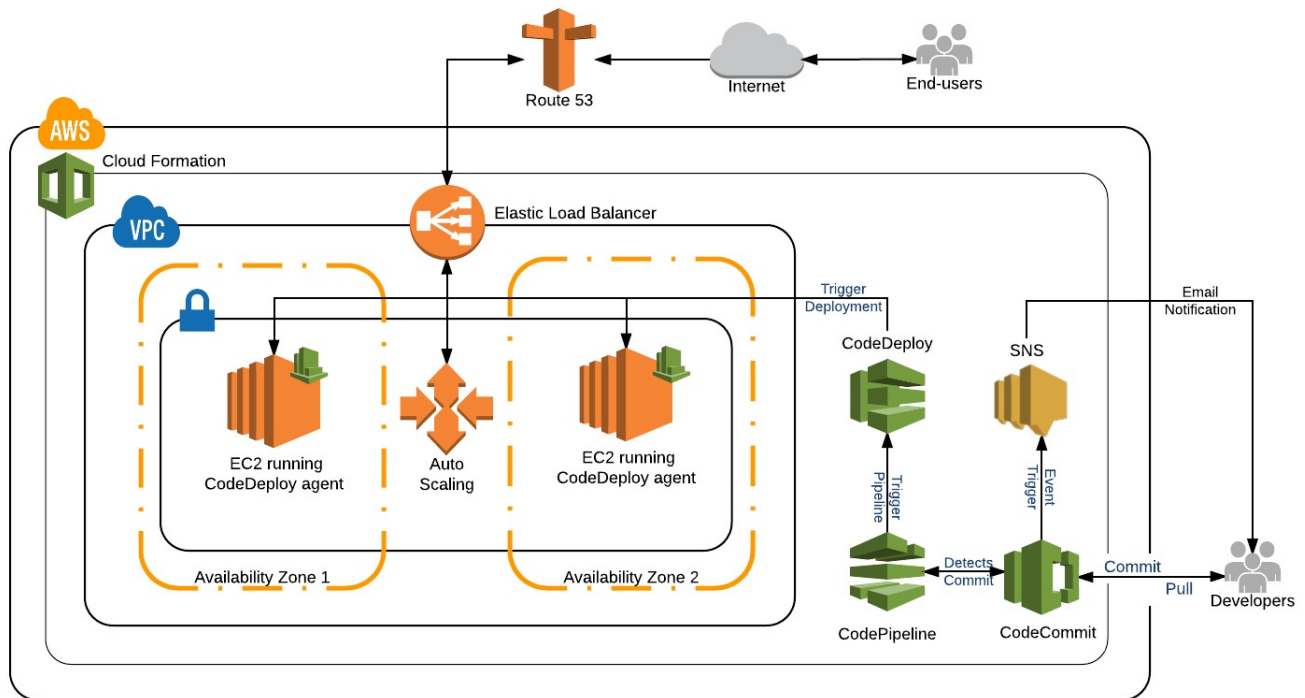 Route 53
Internet
End-users
AWS
Cloud Formation
VPC
Elastic Load Balancer
Trigger
Deployment
Email
Notification
CodeDeploy
SNS
EC2 running
CodeDeploy agent
Auto
Scaling
EC2 running
CodeDeploy agent
Trigger
Pipeline
Event
Trigger
Availability Zone 1
Availability Zone 2
Detects
Commit
Commit
Pull
CodePipeline
CodeCommit
Developers